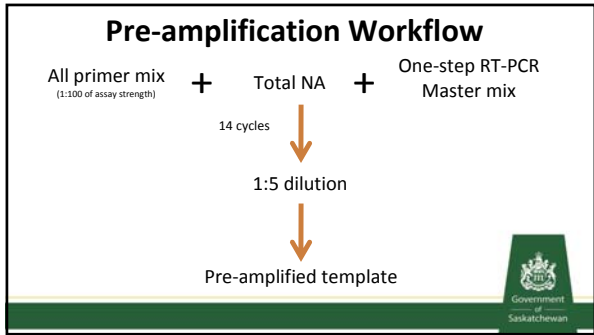 Pre-amplification Workflow
All primer mix
(1:100 of assay strength)
+
Total NA
+
One-step RT-PCR
Master mix
14 cycles
1:5 dilution
Pre-amplified template
Government
of
Saskatchewan